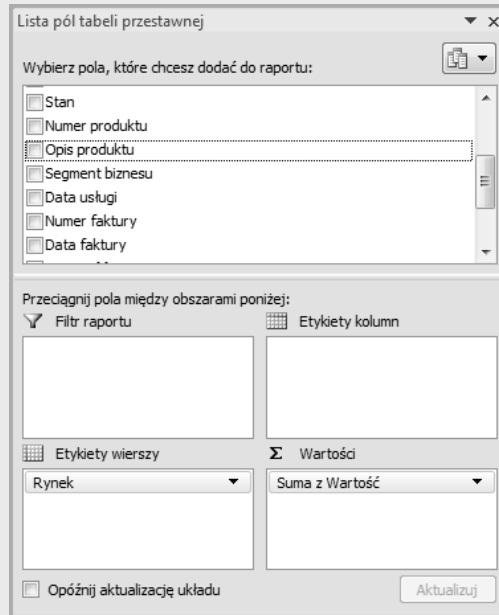 Lista pól tabeli przestawnej
Wybierz pola, które chcesz dodać do raportu:
Stan
Numer produktu
Opis produktu
Segment biznesu
Data usługi
Numer faktury
Data faktury
Przeciągnij pola między obszarami poniżej:
Filtr raportu
Etykiety kolumn
Etykiety wierszy
Σ Wartości
Rynek
Suma z Wartość
Opóźnij aktualizację układu
Aktualizuj